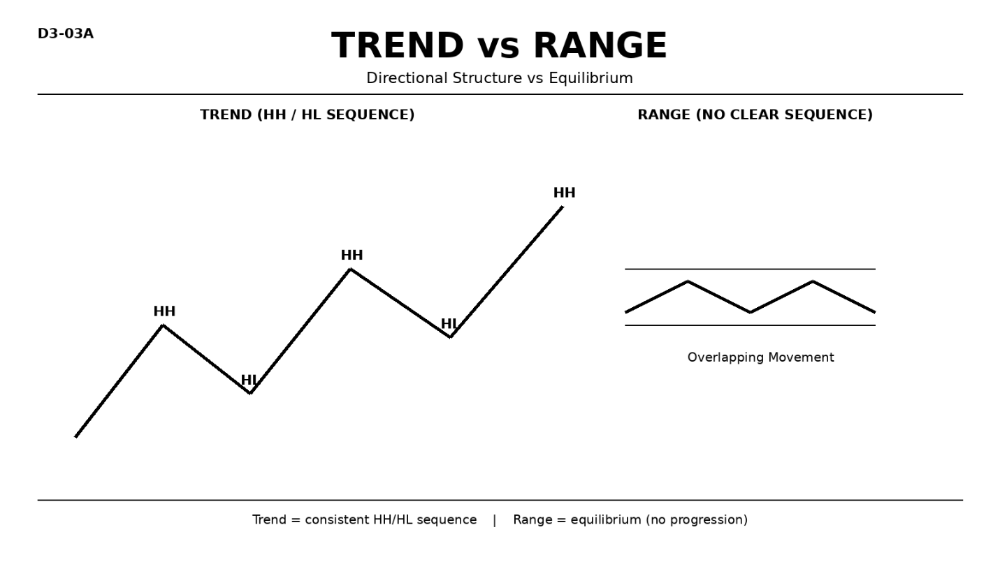 D3-03A
TREND vs RANGE
Directional Structure vs Equilibrium
TREND (HH / HL SEQUENCE)
RANGE (NO CLEAR SEQUENCE)
HH
HH
HH
HL
HL
Overlapping Movement
Trend = consistent HH/HL sequence | Range = equilibrium (no progression)